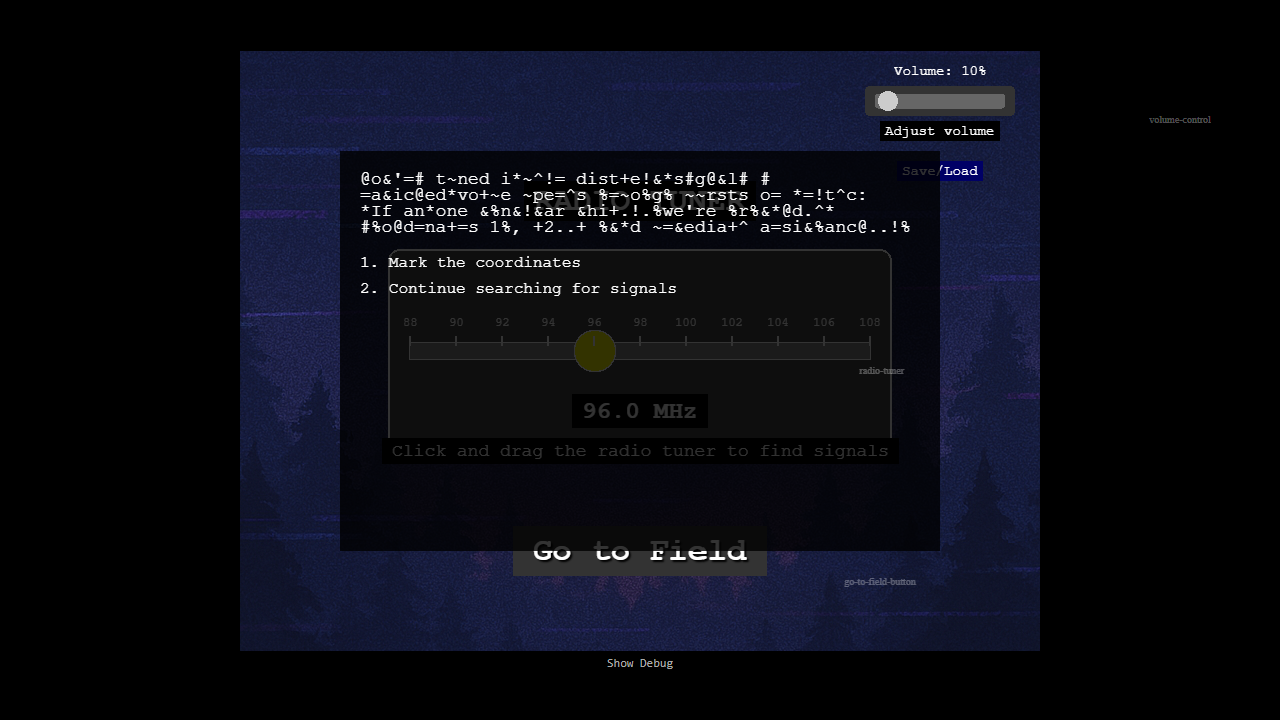 Volume: 10%
volume-control
Adjust volume
Save/Load
@o&'=# t~ned i*~^!= dist+e!&*s#g@&l# #
=a&ic@ed*vo+~e ~pe=^s %=~o%g% ~~rsts o= *=!t^c:
RADIO TUNER
*If an*one &%n&!&ar &hi+.!.%we're %r%&*@d.^*
#%o@d=na+=s 1%, +2..+ %&*d ~=&edia+^ a=si&%anc@..!%
1. Mark the coordinates
2. Continue searching for signals
88 90 92 94 96 98 100 102 104 106 108
radio-tuner
96.0 MHz
Click and drag the radio tuner to find signals
Go to Field
go-to-field-button
Show Debug